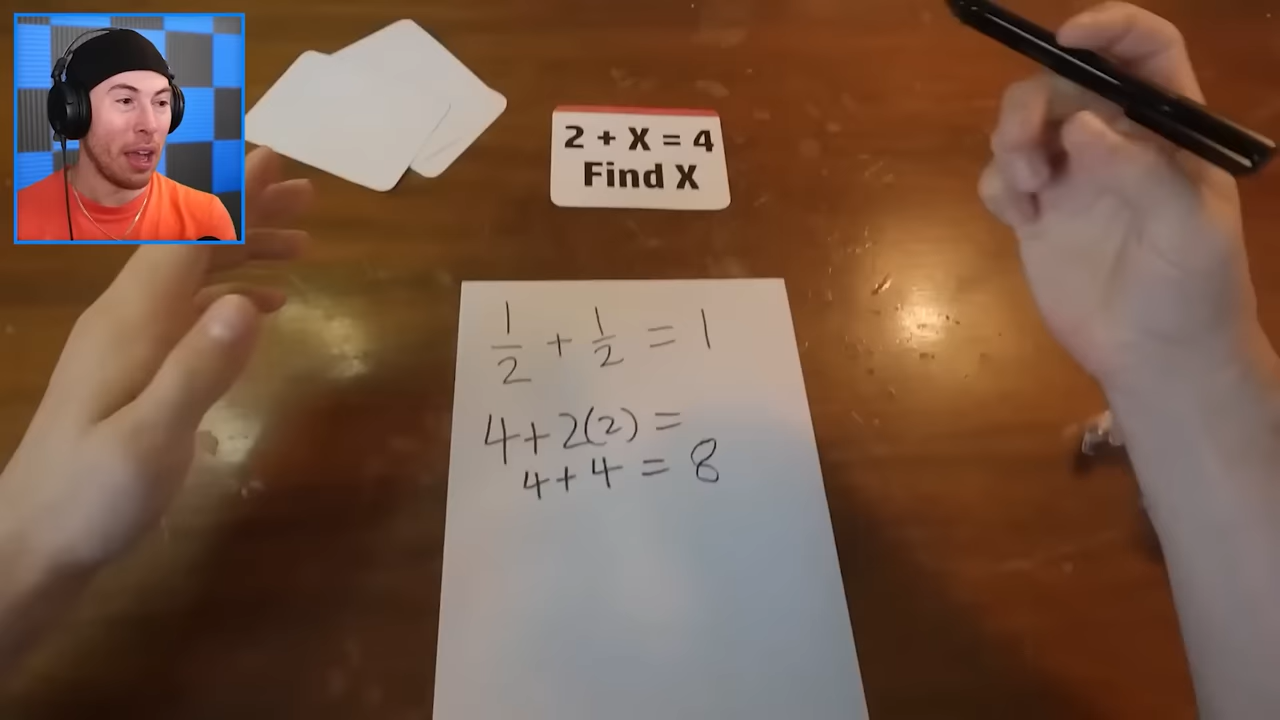 2 + X = 4
Find X
1/2 + 1/2 = 1
4+2(2) =
4+4 = 8